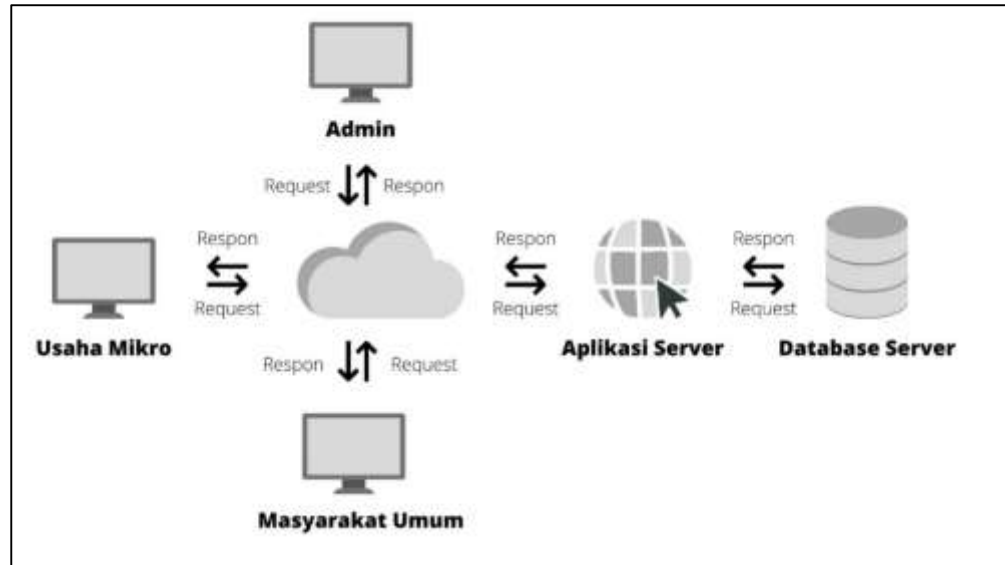 Admin
Request
Respon
Respon
Request
Usaha Mikro
Respon
Request
Aplikasi Server
Respon
Request
Database Server
Respon
Request
Masyarakat Umum